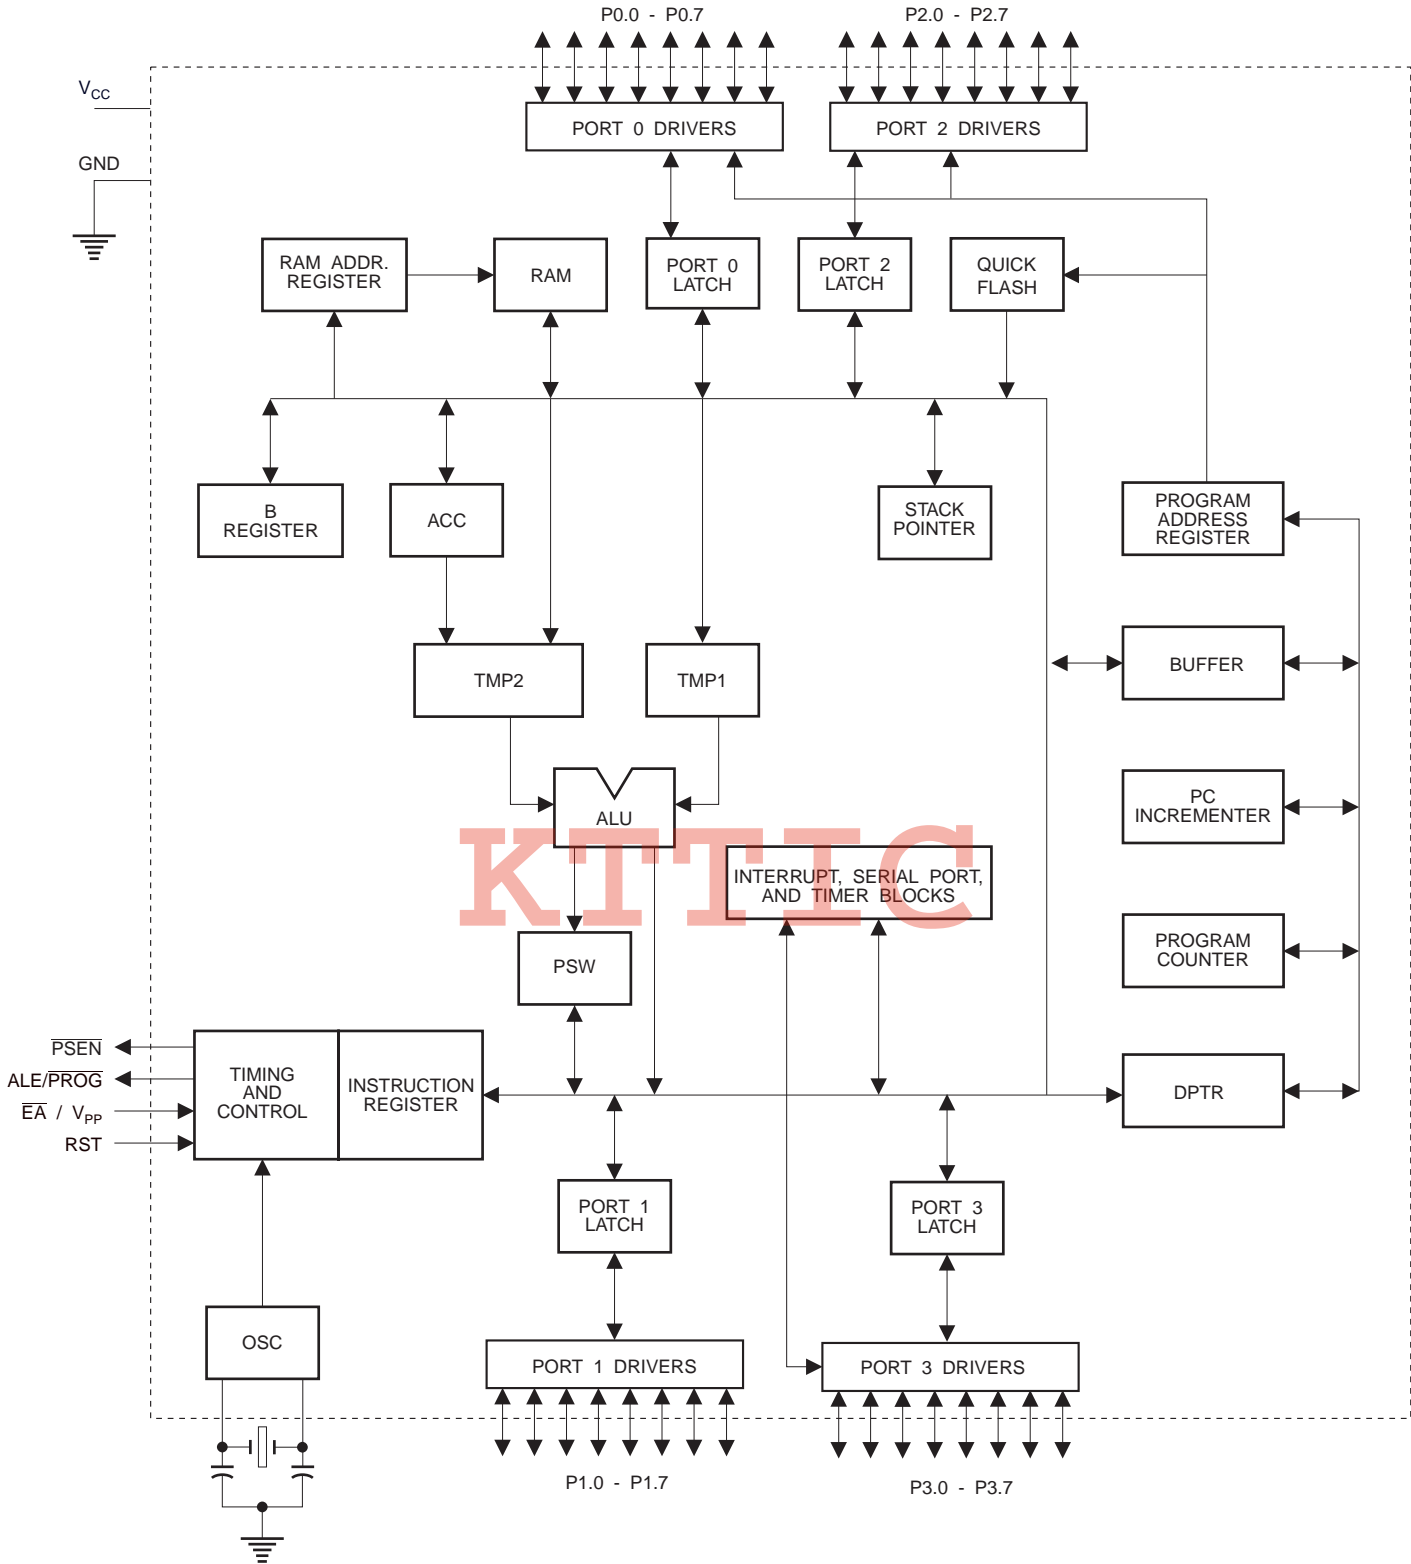 P0.0 - P0.7
P2.0 - P2.7
VCC
PORT 0 DRIVERS
PORT 2 DRIVERS
GND
RAM ADDR.
REGISTER
RAM
PORT 0
LATCH
PORT 2
LATCH
QUICK
FLASH
B
REGISTER
ACC
STACK
POINTER
PROGRAM
ADDRESS
REGISTER
TMP2
TMP1
BUFFER
ALU
PC
INCREMENTER
KTTIC
INTERRUPT, SERIAL PORT,
AND TIMER BLOCKS
PSW
PROGRAM
COUNTER
PSEN
ALE/PROG
EA / VPP
RST
TIMING
AND
CONTROL
INSTRUCTION
REGISTER
DPTR
PORT 1
LATCH
PORT 3
LATCH
OSC
PORT 1 DRIVERS
PORT 3 DRIVERS
P1.0 - P1.7
P3.0 - P3.7